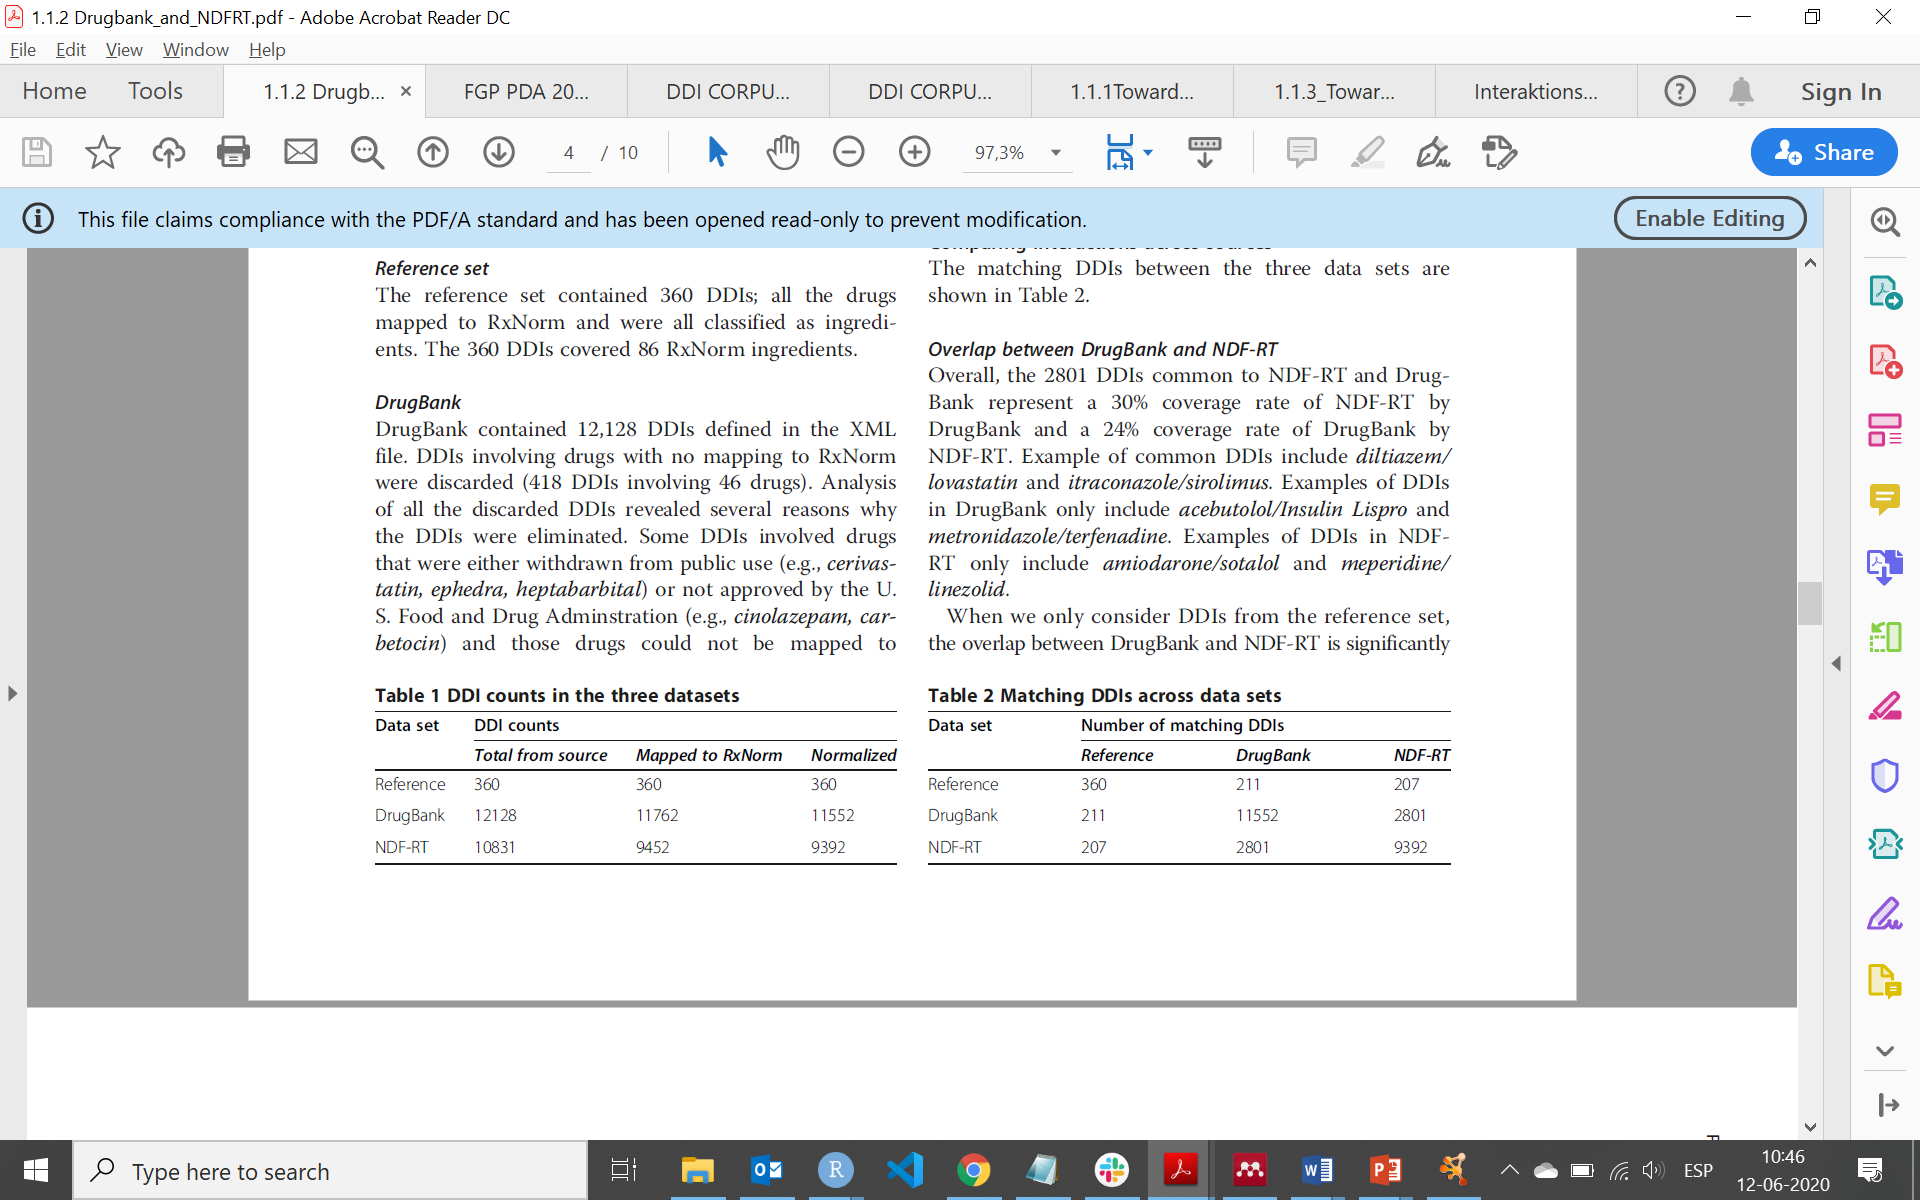 1.1.2 Drugbank_and_NDFRT.pdf - Adobe Acrobat Reader DC
File Edit View Window Help
Home Tools 1.1.2 Drugb... × FGP PDA 20... DDI CORPU... DDI CORPU... 1.1.1Toward... 1.1.3_Towar... Interaktions... Sign In
4 / 10 97,3% Share
This file claims compliance with the PDF/A standard and has been opened read-only to prevent modification. Enable Editing
Reference set
The reference set contained 360 DDIs; all the drugs
mapped to RxNorm and were all classified as ingredi-
ents. The 360 DDIs covered 86 RxNorm ingredients.
DrugBank
DrugBank contained 12,128 DDIs defined in the XML
file. DDIs involving drugs with no mapping to RxNorm
were discarded (418 DDIs involving 46 drugs). Analysis
of all the discarded DDIs revealed several reasons why
the DDIs were eliminated. Some DDIs involved drugs
that were either withdrawn from public use (e.g., cerivas-
tatin, ephedra, heptabarbital) or not approved by the U.
S. Food and Drug Adminstration (e.g., cinolazepam, car-
betocin) and those drugs could not be mapped to
Table 1 DDI counts in the three datasets
Data set DDI counts
Total from source Mapped to RxNorm Normalized
Reference 360 360 360
DrugBank 12128 11762 11552
NDF-RT 10831 9452 9392
Comparing interactions across sources
The matching DDIs between the three data sets are
shown in Table 2.
Overlap between DrugBank and NDF-RT
Overall, the 2801 DDIs common to NDF-RT and Drug-
Bank represent a 30% coverage rate of NDF-RT by
DrugBank and a 24% coverage rate of DrugBank by
NDF-RT. Example of common DDIs include diltiazem/
lovastatin and itraconazole/sirolimus. Examples of DDIs
in DrugBank only include acebutolol/Insulin Lispro and
metronidazole/terfenadine. Examples of DDIs in NDF-
RT only include amiodarone/sotalol and meperidine/
linezolid.
When we only consider DDIs from the reference set,
the overlap between DrugBank and NDF-RT is significantly
Table 2 Matching DDIs across data sets
Data set Number of matching DDIs
Reference DrugBank NDF-RT
Reference 360 211 207
DrugBank 211 11552 2801
NDF-RT 207 2801 9392
Type here to search
ESP
10:46
12-06-2020